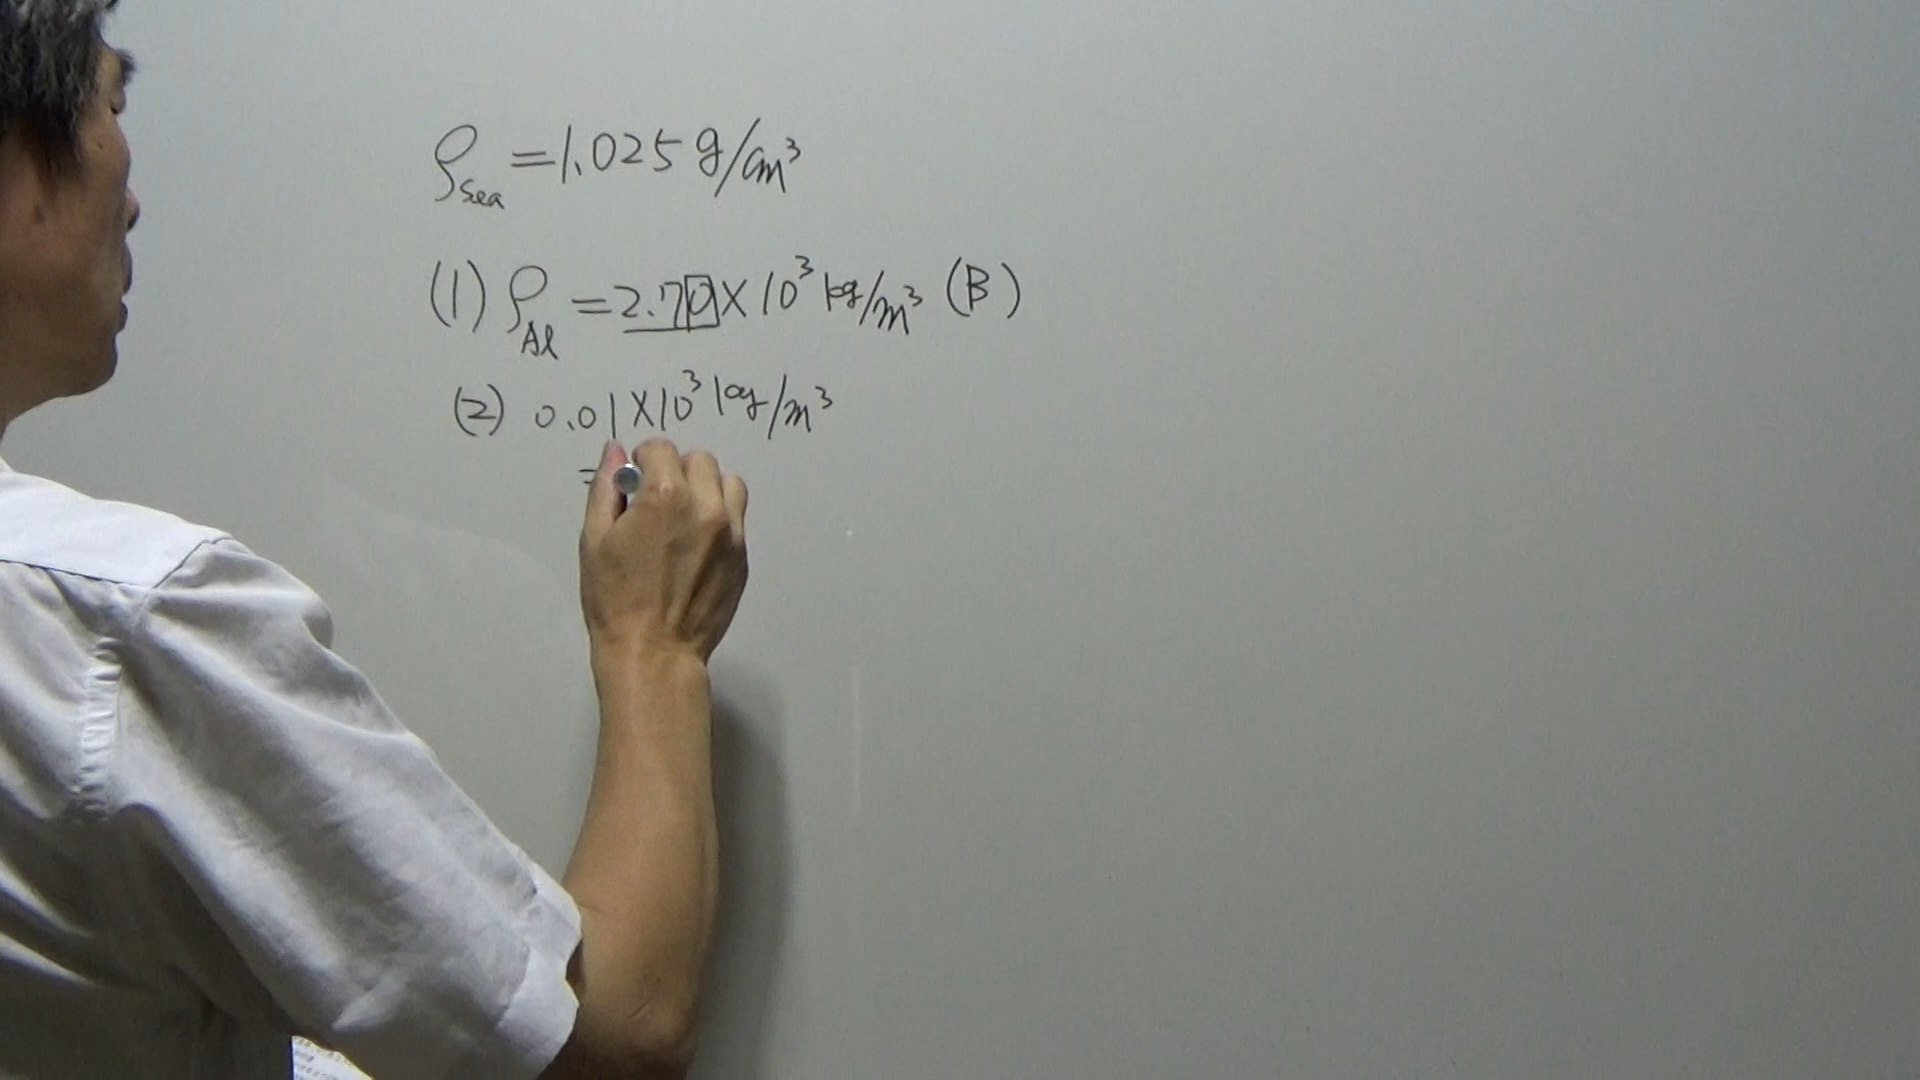 ρsea = 1.025 g/cm³
(1) ρAl = 2.70 × 10³ kg/m³ (B)
(2) 0.01 × 10³ kg/m³
=